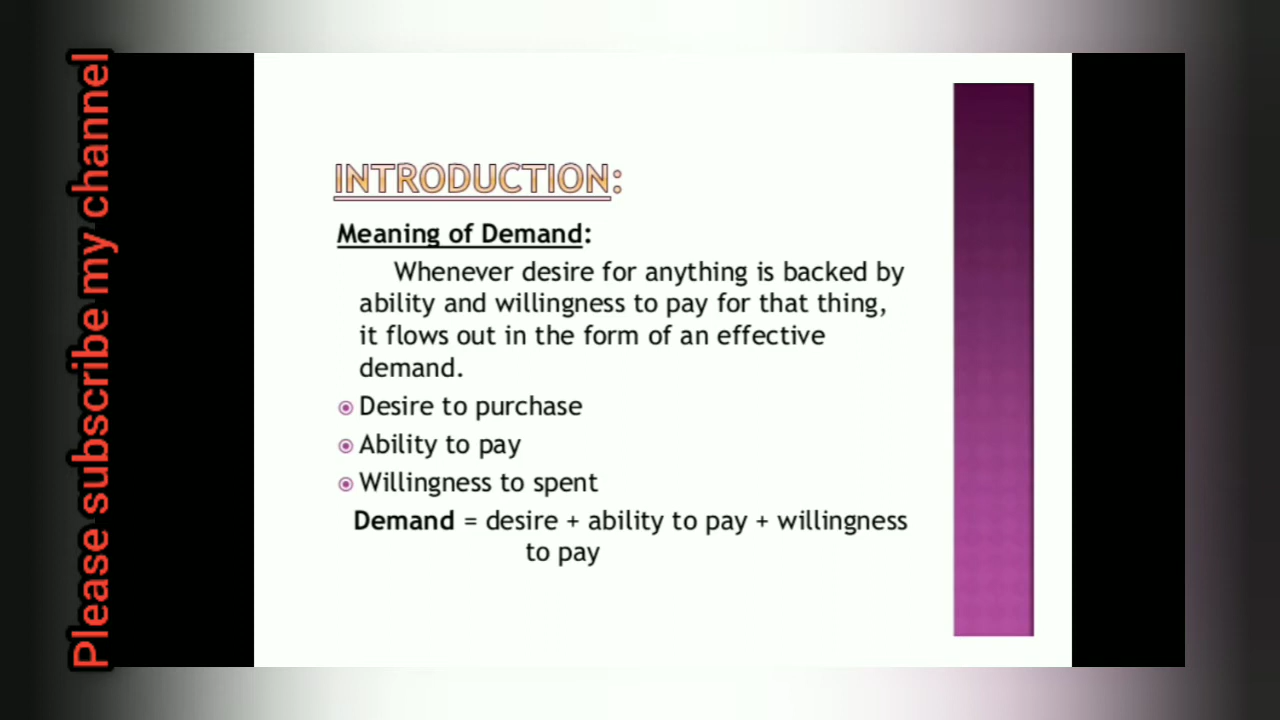 Please subscribe my channel
INTRODUCTION:
Meaning of Demand:
Whenever desire for anything is backed by
ability and willingness to pay for that thing,
it flows out in the form of an effective
demand.
Desire to purchase
Ability to pay
Willingness to spent
Demand = desire + ability to pay + willingness
to pay